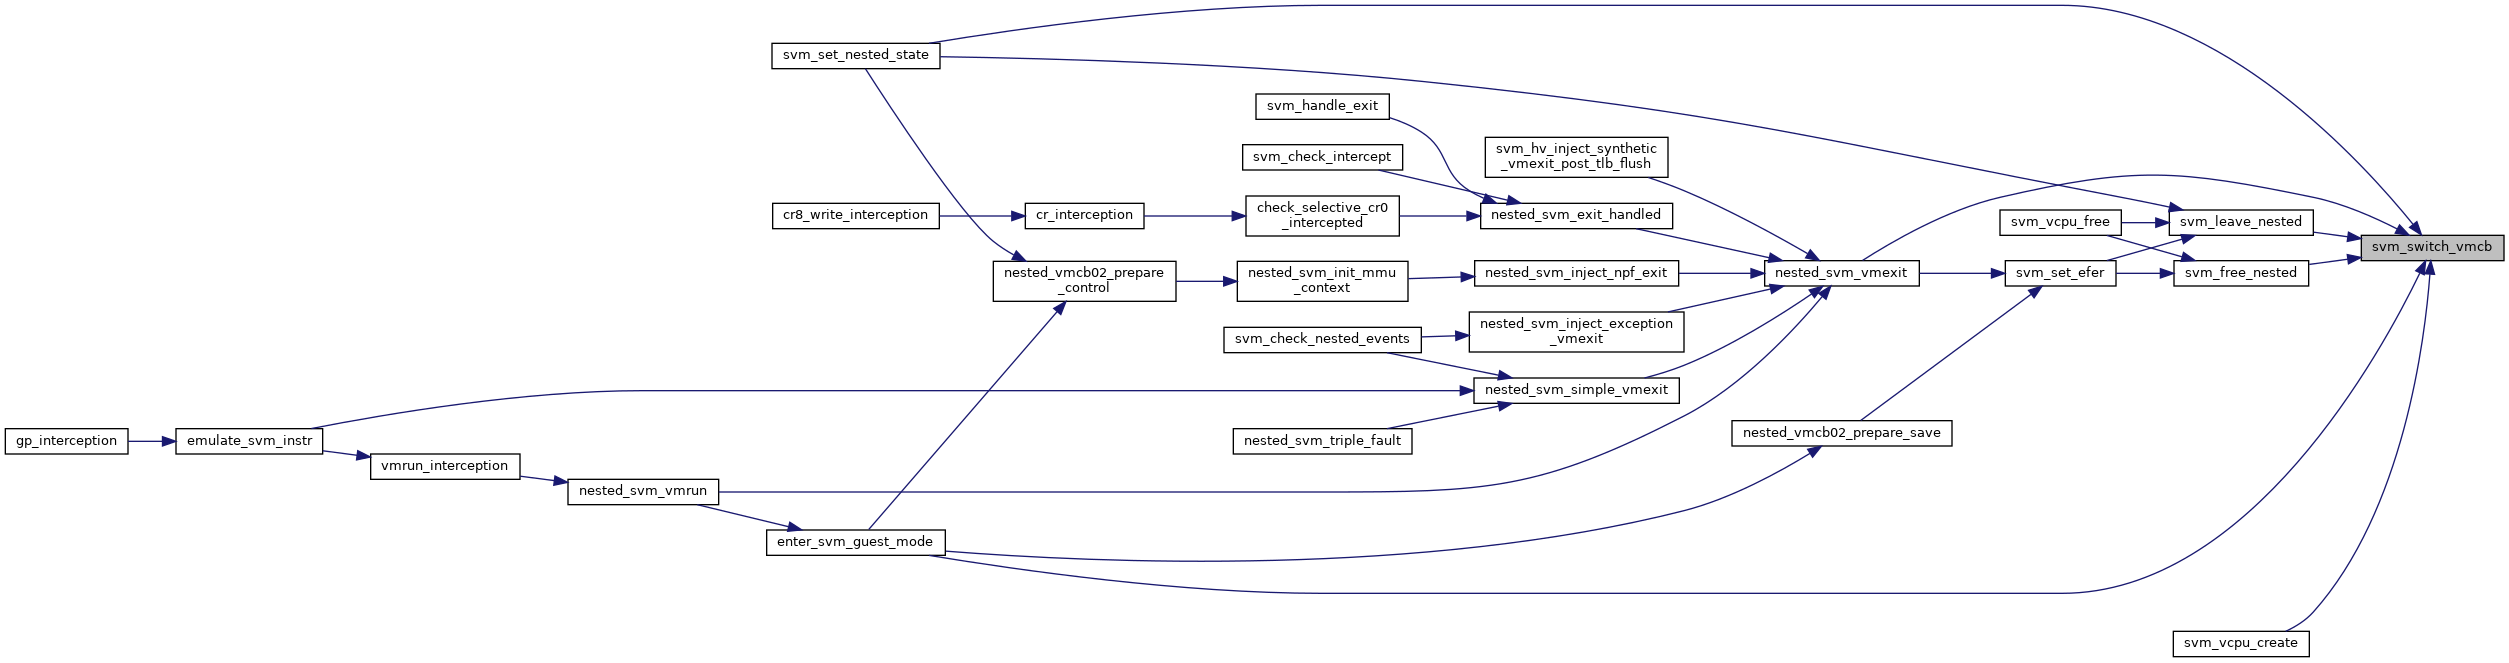 svm_set_nested_state
svm_handle_exit
svm_check_intercept
svm_hv_inject_synthetic
_vmexit_post_tlb_flush
cr8_write_interception
cr_interception
check_selective_cr0
_intercepted
nested_svm_exit_handled
svm_vcpu_free
svm_leave_nested
svm_switch_vmcb
nested_vmcb02_prepare
_control
nested_svm_init_mmu
_context
nested_svm_inject_npf_exit
nested_svm_vmexit
svm_set_efer
svm_free_nested
nested_svm_inject_exception
_vmexit
svm_check_nested_events
nested_svm_simple_vmexit
gp_interception
emulate_svm_instr
nested_svm_triple_fault
nested_vmcb02_prepare_save
vmrun_interception
nested_svm_vmrun
enter_svm_guest_mode
svm_vcpu_create